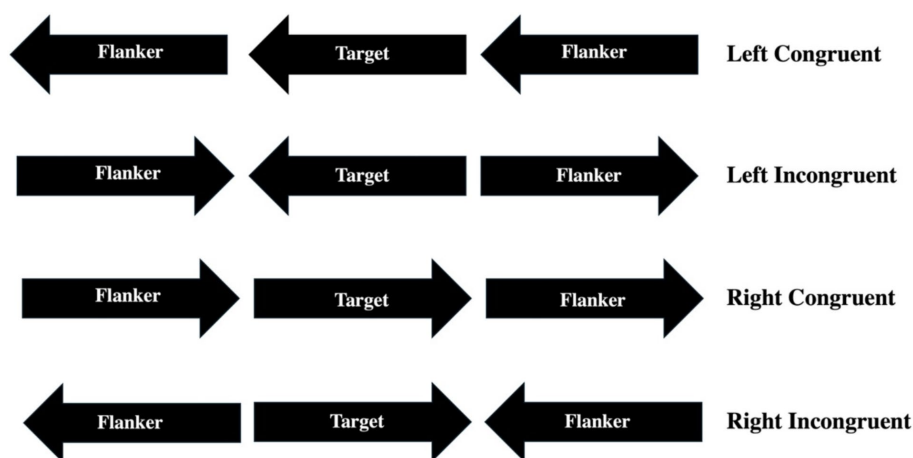 Flanker Target Flanker Left Congruent
Flanker Target Flanker Left Incongruent
Flanker Target Flanker Right Congruent
Flanker Target Flanker Right Incongruent